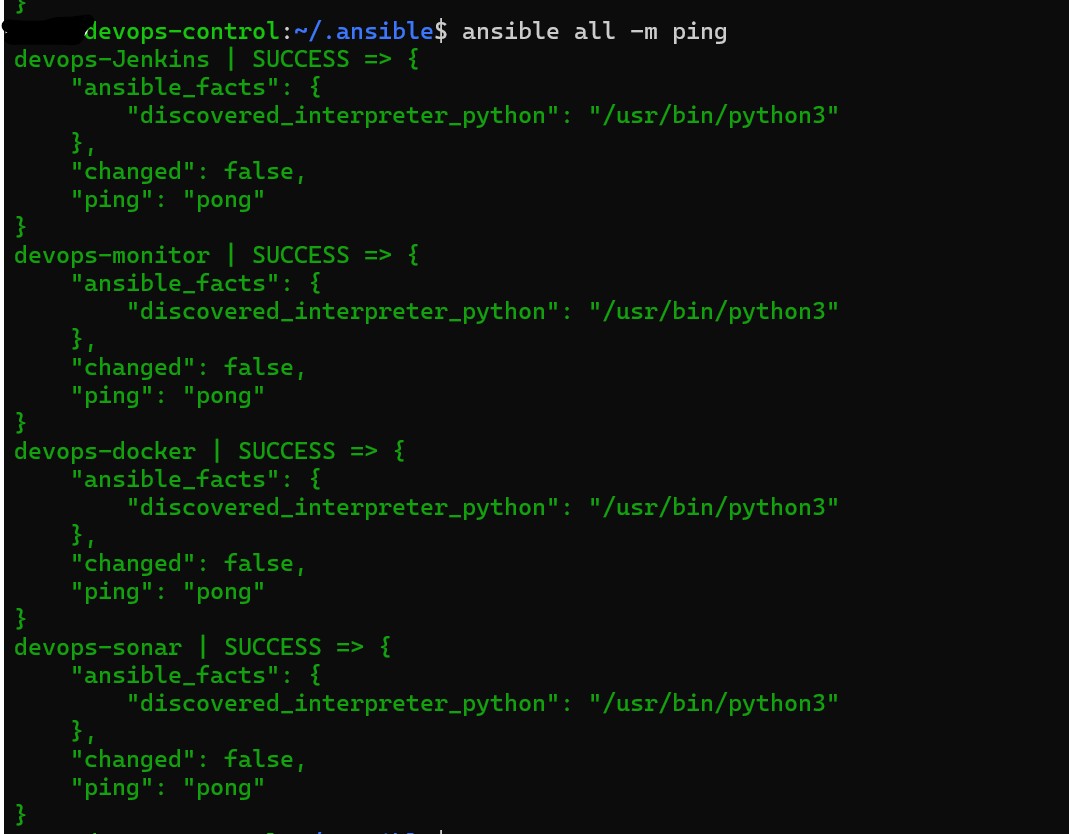 }
devops-control:~/.ansible$ ansible all -m ping
devops-Jenkins | SUCCESS => {
    "ansible_facts": {
        "discovered_interpreter_python": "/usr/bin/python3"
    },
    "changed": false,
    "ping": "pong"
}
devops-monitor | SUCCESS => {
    "ansible_facts": {
        "discovered_interpreter_python": "/usr/bin/python3"
    },
    "changed": false,
    "ping": "pong"
}
devops-docker | SUCCESS => {
    "ansible_facts": {
        "discovered_interpreter_python": "/usr/bin/python3"
    },
    "changed": false,
    "ping": "pong"
}
devops-sonar | SUCCESS => {
    "ansible_facts": {
        "discovered_interpreter_python": "/usr/bin/python3"
    },
    "changed": false,
    "ping": "pong"
}